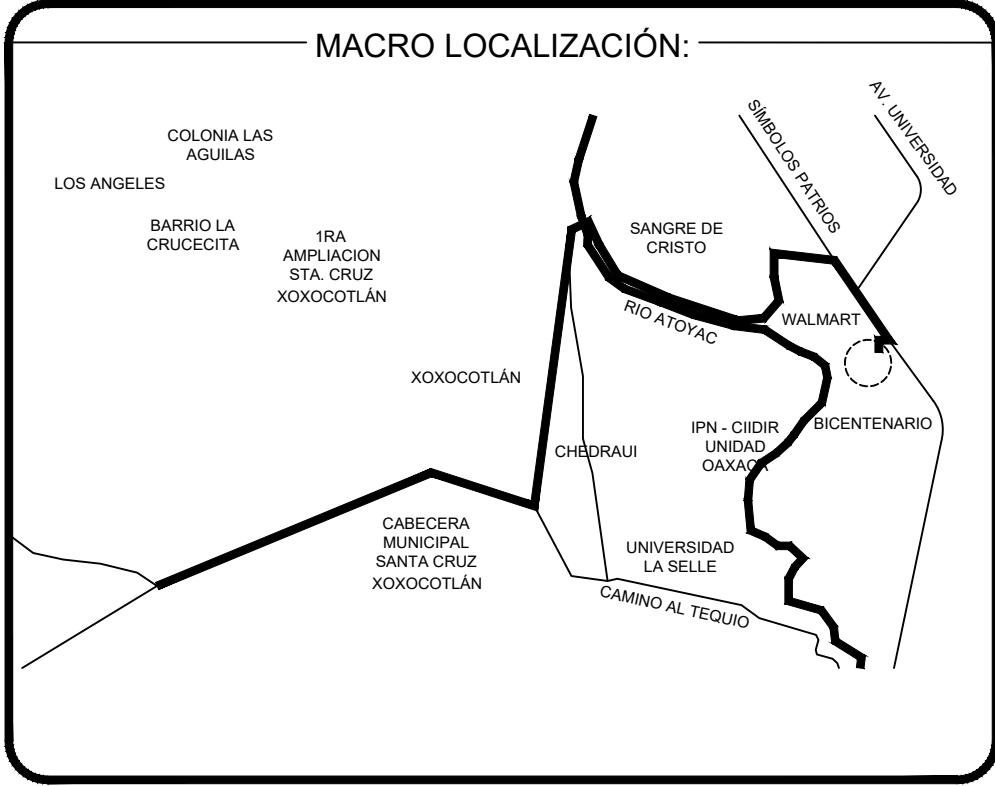 MACRO LOCALIZACIÓN:
COLONIA LAS
AGUILAS
LOS ANGELES
BARRIO LA
CRUCECITA
1RA
AMPLIACION
STA. CRUZ
XOXOCOTLÁN
SANGRE DE
CRISTO
SÍMBOLOS PATRIOS
AV. UNIVERSIDAD
RIO ATOYAC
WALMART
XOXOCOTLÁN
CHEDRAUI
IPN - CIIDIR
UNIDAD
OAXACA
BICENTENARIO
CABECERA
MUNICIPAL
SANTA CRUZ
XOXOCOTLÁN
UNIVERSIDAD
LA SELLE
CAMINO AL TEQUIO